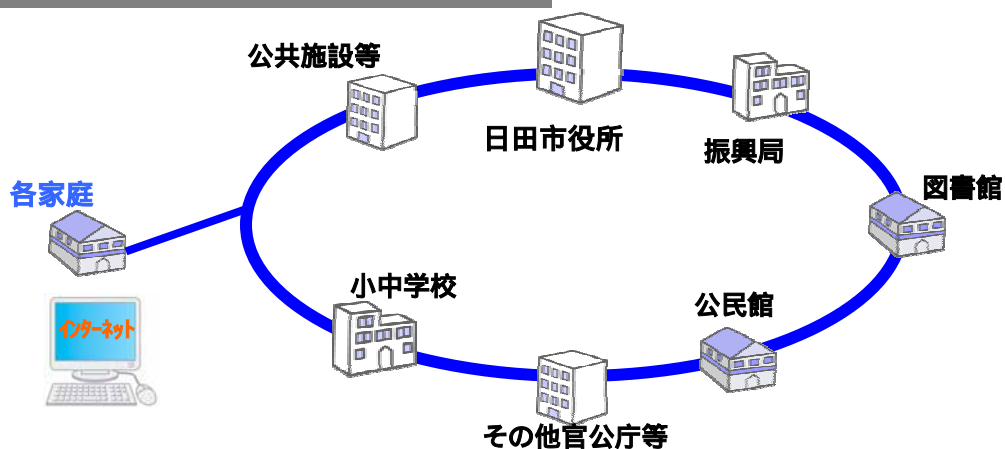 公共施設等
日田市役所
振興局
各家庭
図書館
小中学校
公民館
インターネット
その他官公庁等